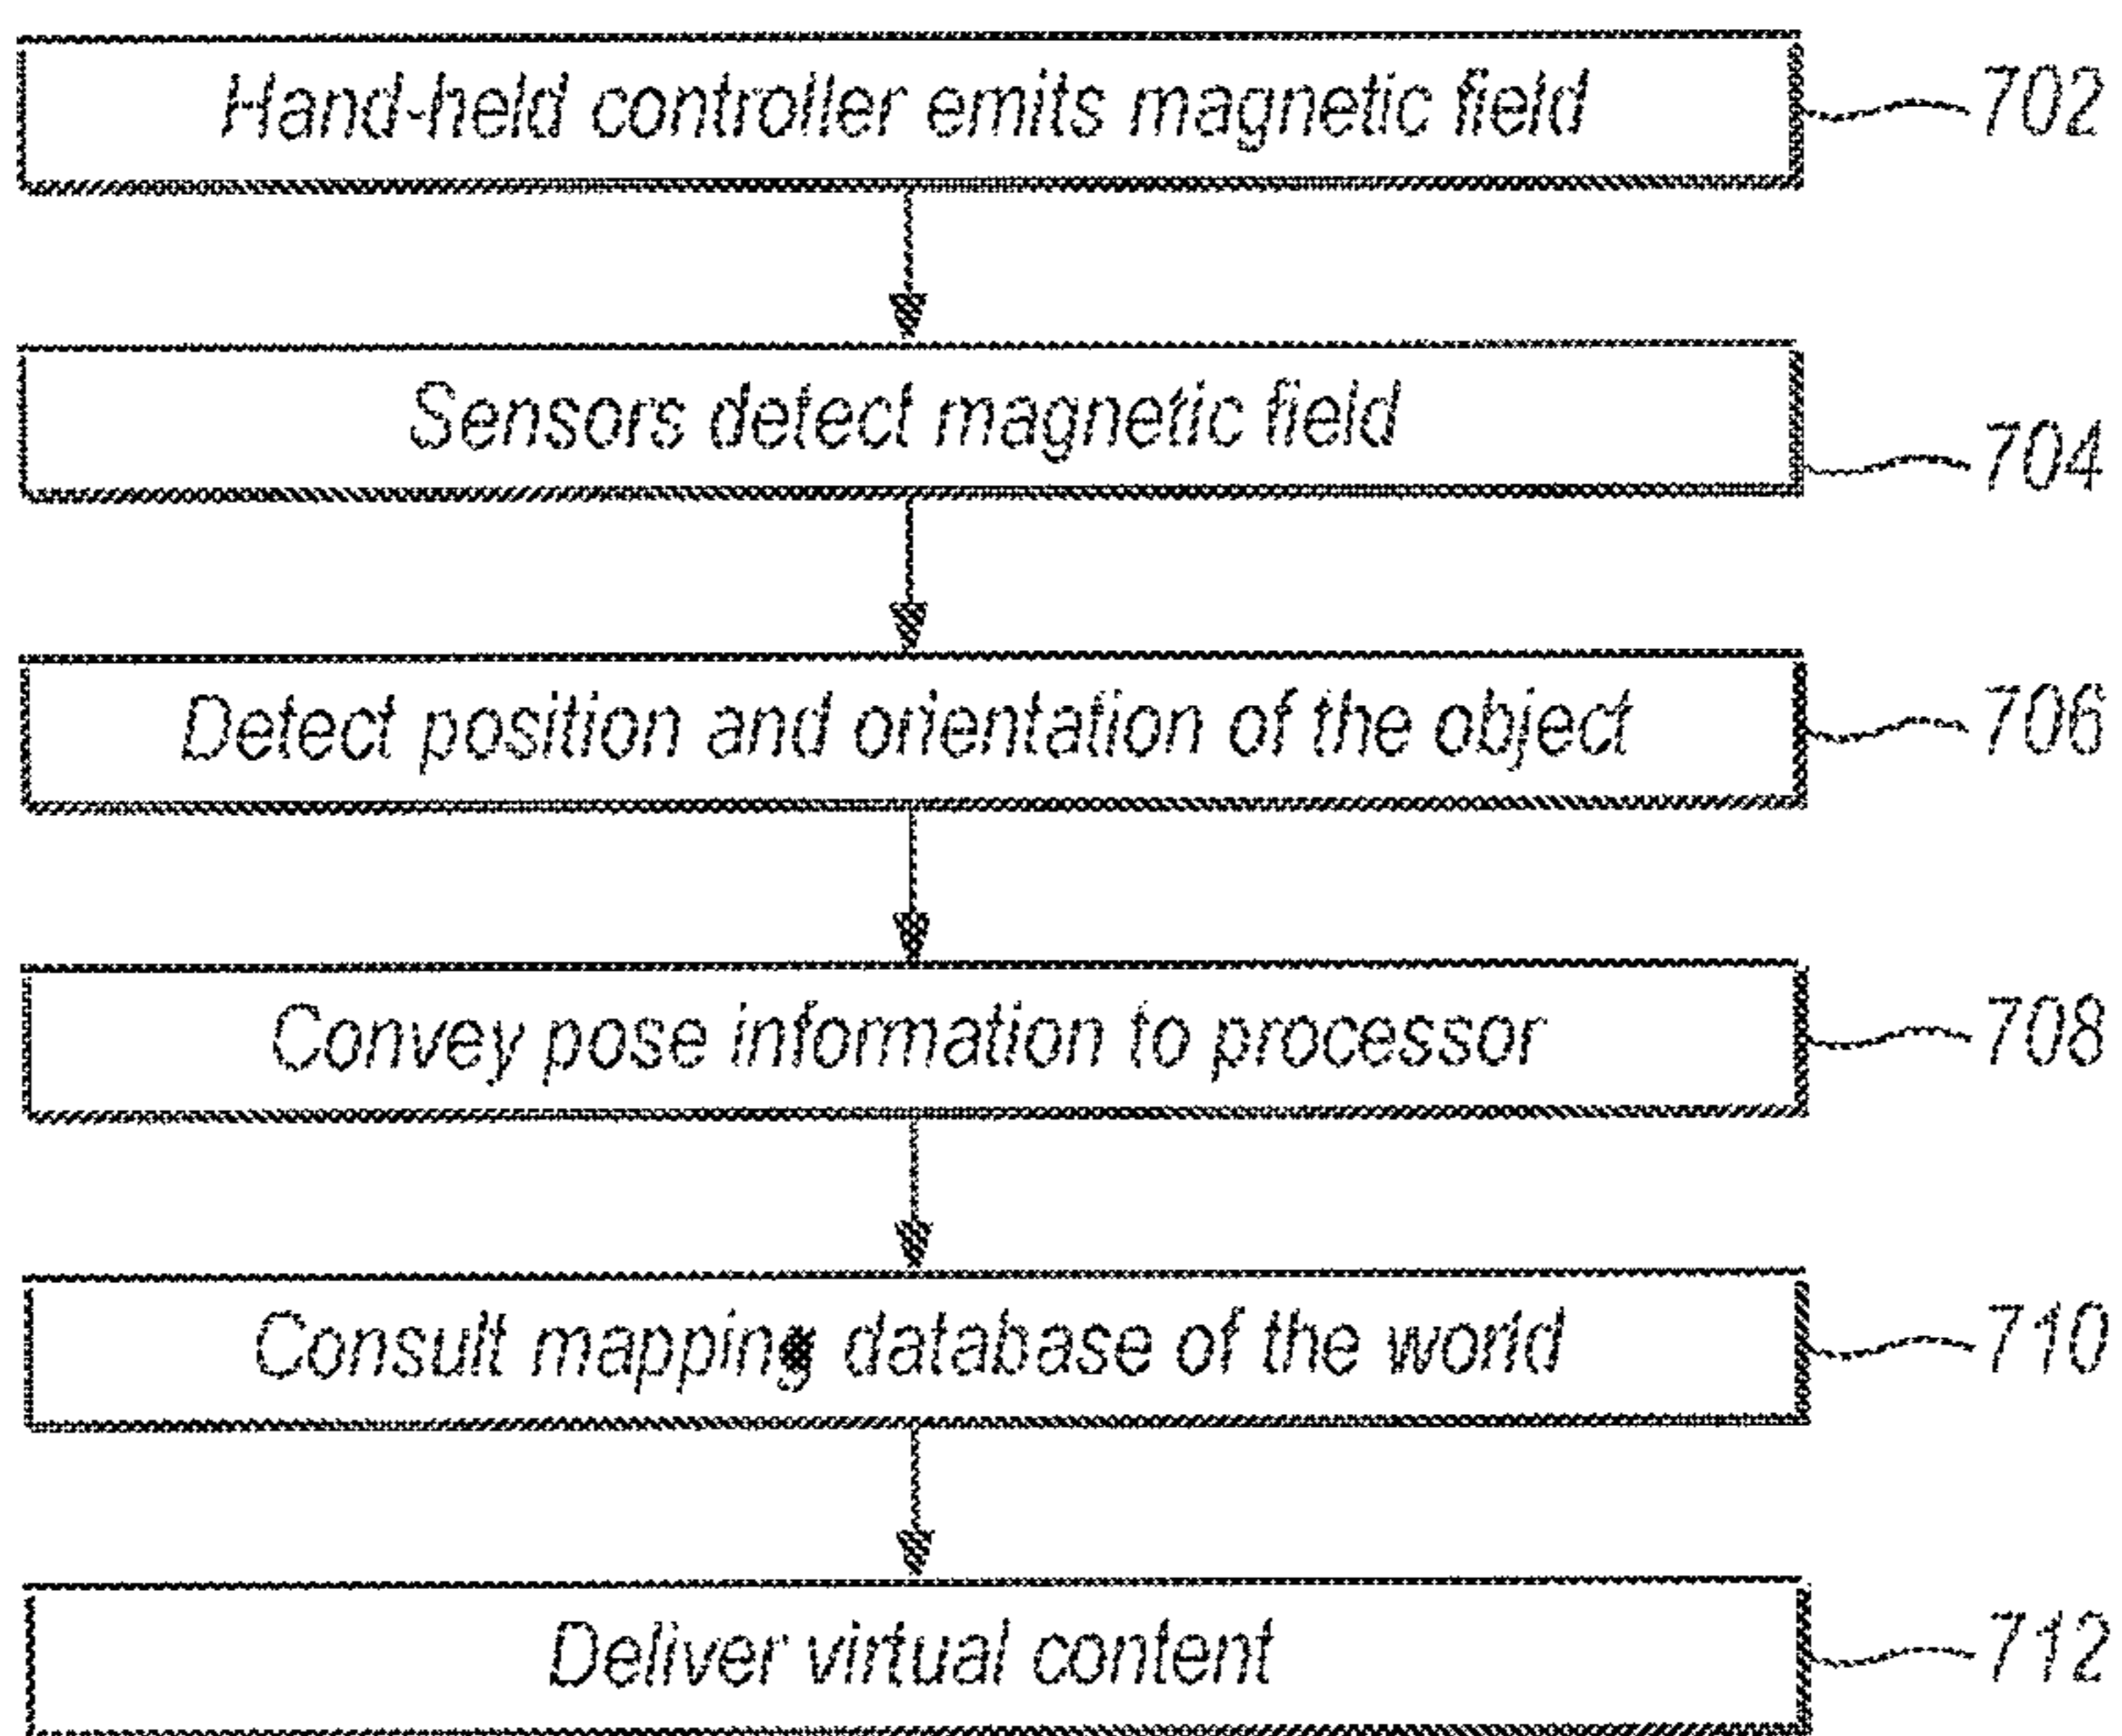 Hand-held controller emits magnetic field 702
Sensors detect magnetic field 704
Detect position and orientation of the object 706
Convey pose information to processor 708
Consult mapping database of the world 710
Deliver virtual content 712